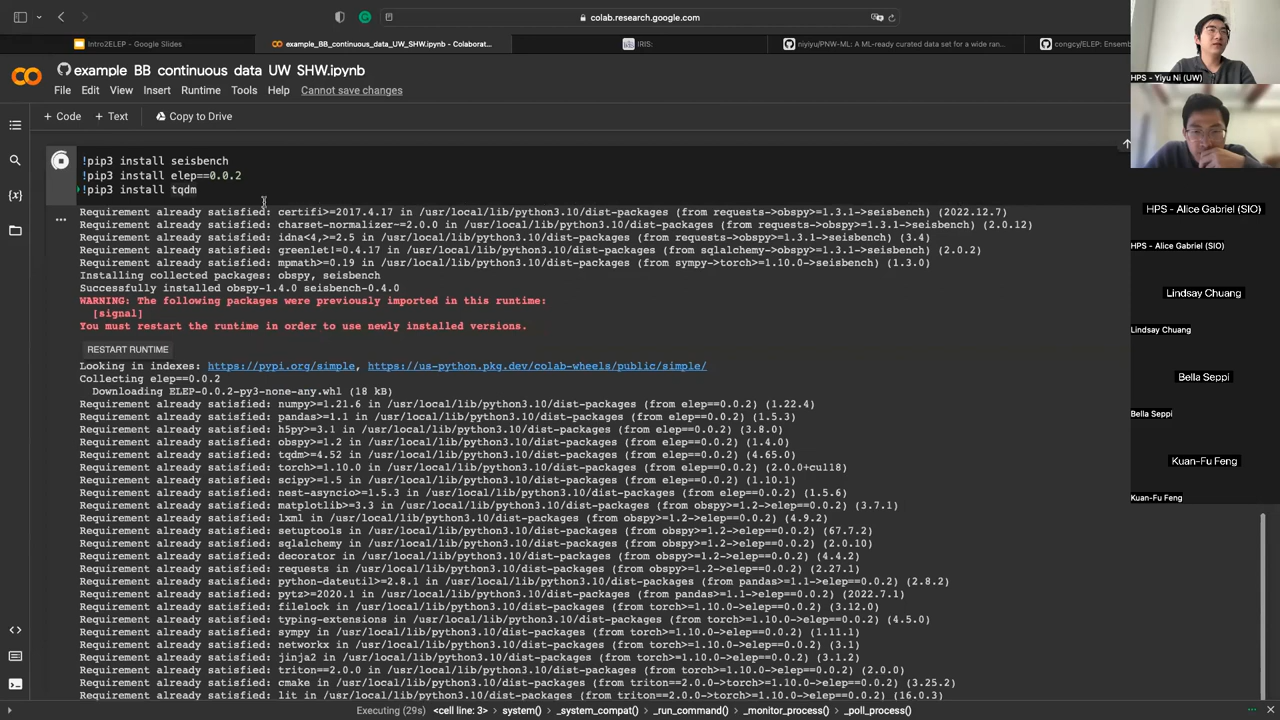 colab.research.google.com
Intro2ELEP - Google Slides
example_BB_continuous_data_UW_SHW.ipynb - Colaborat...
IRIS:
niyiyu/PNW-ML: A ML-ready curated data set for a wide ran...
congcy/ELEP: Ensemb
HPS - Yiyu Ni (UW)
example_BB_continuous_data_UW_SHW.ipynb
File Edit View Insert Runtime Tools Help Cannot save changes
+ Code + Text Copy to Drive
!pip3 install seisbench
!pip3 install elep==0.0.2
!pip3 install tqdm
Requirement already satisfied: certifi>=2017.4.17 in /usr/local/lib/python3.10/dist-packages (from requests->obspy>=1.3.1->seisbench) (2022.12.7)
Requirement already satisfied: charset-normalizer~=2.0.0 in /usr/local/lib/python3.10/dist-packages (from requests->obspy>=1.3.1->seisbench) (2.0.12)
Requirement already satisfied: idna<4,>=2.5 in /usr/local/lib/python3.10/dist-packages (from requests->obspy>=1.3.1->seisbench) (3.4)
Requirement already satisfied: greenlet!=0.4.17 in /usr/local/lib/python3.10/dist-packages (from sqlalchemy->obspy>=1.3.1->seisbench) (2.0.2)
Requirement already satisfied: mpmath>=0.19 in /usr/local/lib/python3.10/dist-packages (from sympy->torch>=1.10.0->seisbench) (1.3.0)
Installing collected packages: obspy, seisbench
Successfully installed obspy-1.4.0 seisbench-0.4.0
WARNING: The following packages were previously imported in this runtime:
[signal]
You must restart the runtime in order to use newly installed versions.
RESTART RUNTIME
Looking in indexes: https://pypi.org/simple, https://us-python.pkg.dev/colab-wheels/public/simple/
Collecting elep==0.0.2
Downloading ELEP-0.0.2-py3-none-any.whl (18 kB)
Requirement already satisfied: numpy>=1.21.6 in /usr/local/lib/python3.10/dist-packages (from elep==0.0.2) (1.22.4)
Requirement already satisfied: pandas>=1.1 in /usr/local/lib/python3.10/dist-packages (from elep==0.0.2) (1.5.3)
Requirement already satisfied: h5py>=3.1 in /usr/local/lib/python3.10/dist-packages (from elep==0.0.2) (3.8.0)
Requirement already satisfied: obspy>=1.2 in /usr/local/lib/python3.10/dist-packages (from elep==0.0.2) (1.4.0)
Requirement already satisfied: tqdm>=4.52 in /usr/local/lib/python3.10/dist-packages (from elep==0.0.2) (4.65.0)
Requirement already satisfied: torch>=1.10.0 in /usr/local/lib/python3.10/dist-packages (from elep==0.0.2) (2.0.0+cu118)
Requirement already satisfied: scipy>=1.5 in /usr/local/lib/python3.10/dist-packages (from elep==0.0.2) (1.10.1)
Requirement already satisfied: nest-asyncio>=1.5.3 in /usr/local/lib/python3.10/dist-packages (from elep==0.0.2) (1.5.6)
Requirement already satisfied: matplotlib>=3.3 in /usr/local/lib/python3.10/dist-packages (from obspy>=1.2->elep==0.0.2) (3.7.1)
Requirement already satisfied: lxml in /usr/local/lib/python3.10/dist-packages (from obspy>=1.2->elep==0.0.2) (4.9.2)
Requirement already satisfied: setuptools in /usr/local/lib/python3.10/dist-packages (from obspy>=1.2->elep==0.0.2) (67.7.2)
Requirement already satisfied: sqlalchemy in /usr/local/lib/python3.10/dist-packages (from obspy>=1.2->elep==0.0.2) (2.0.10)
Requirement already satisfied: decorator in /usr/local/lib/python3.10/dist-packages (from obspy>=1.2->elep==0.0.2) (4.4.2)
Requirement already satisfied: requests in /usr/local/lib/python3.10/dist-packages (from obspy>=1.2->elep==0.0.2) (2.27.1)
Requirement already satisfied: python-dateutil>=2.8.1 in /usr/local/lib/python3.10/dist-packages (from pandas>=1.1->elep==0.0.2) (2.8.2)
Requirement already satisfied: pytz>=2020.1 in /usr/local/lib/python3.10/dist-packages (from pandas>=1.1->elep==0.0.2) (2022.7.1)
Requirement already satisfied: filelock in /usr/local/lib/python3.10/dist-packages (from torch>=1.10.0->elep==0.0.2) (3.12.0)
Requirement already satisfied: typing-extensions in /usr/local/lib/python3.10/dist-packages (from torch>=1.10.0->elep==0.0.2) (4.5.0)
Requirement already satisfied: sympy in /usr/local/lib/python3.10/dist-packages (from torch>=1.10.0->elep==0.0.2) (1.11.1)
Requirement already satisfied: networkx in /usr/local/lib/python3.10/dist-packages (from torch>=1.10.0->elep==0.0.2) (3.1)
Requirement already satisfied: jinja2 in /usr/local/lib/python3.10/dist-packages (from torch>=1.10.0->elep==0.0.2) (3.1.2)
Requirement already satisfied: triton==2.0.0 in /usr/local/lib/python3.10/dist-packages (from torch>=1.10.0->elep==0.0.2) (2.0.0)
Requirement already satisfied: cmake in /usr/local/lib/python3.10/dist-packages (from triton==2.0.0->torch>=1.10.0->elep==0.0.2) (3.25.2)
Requirement already satisfied: lit in /usr/local/lib/python3.10/dist-packages (from triton==2.0.0->torch>=1.10.0->elep==0.0.2) (16.0.3)
Executing (29s) <cell line: 3> system() _system_compat() _run_command() _monitor_process() _poll_process()
HPS - Alice Gabriel (SIO)
HPS - Alice Gabriel (SIO)
Lindsay Chuang
Lindsay Chuang
Bella Seppi
Bella Seppi
Kuan-Fu Feng
Kuan-Fu Feng